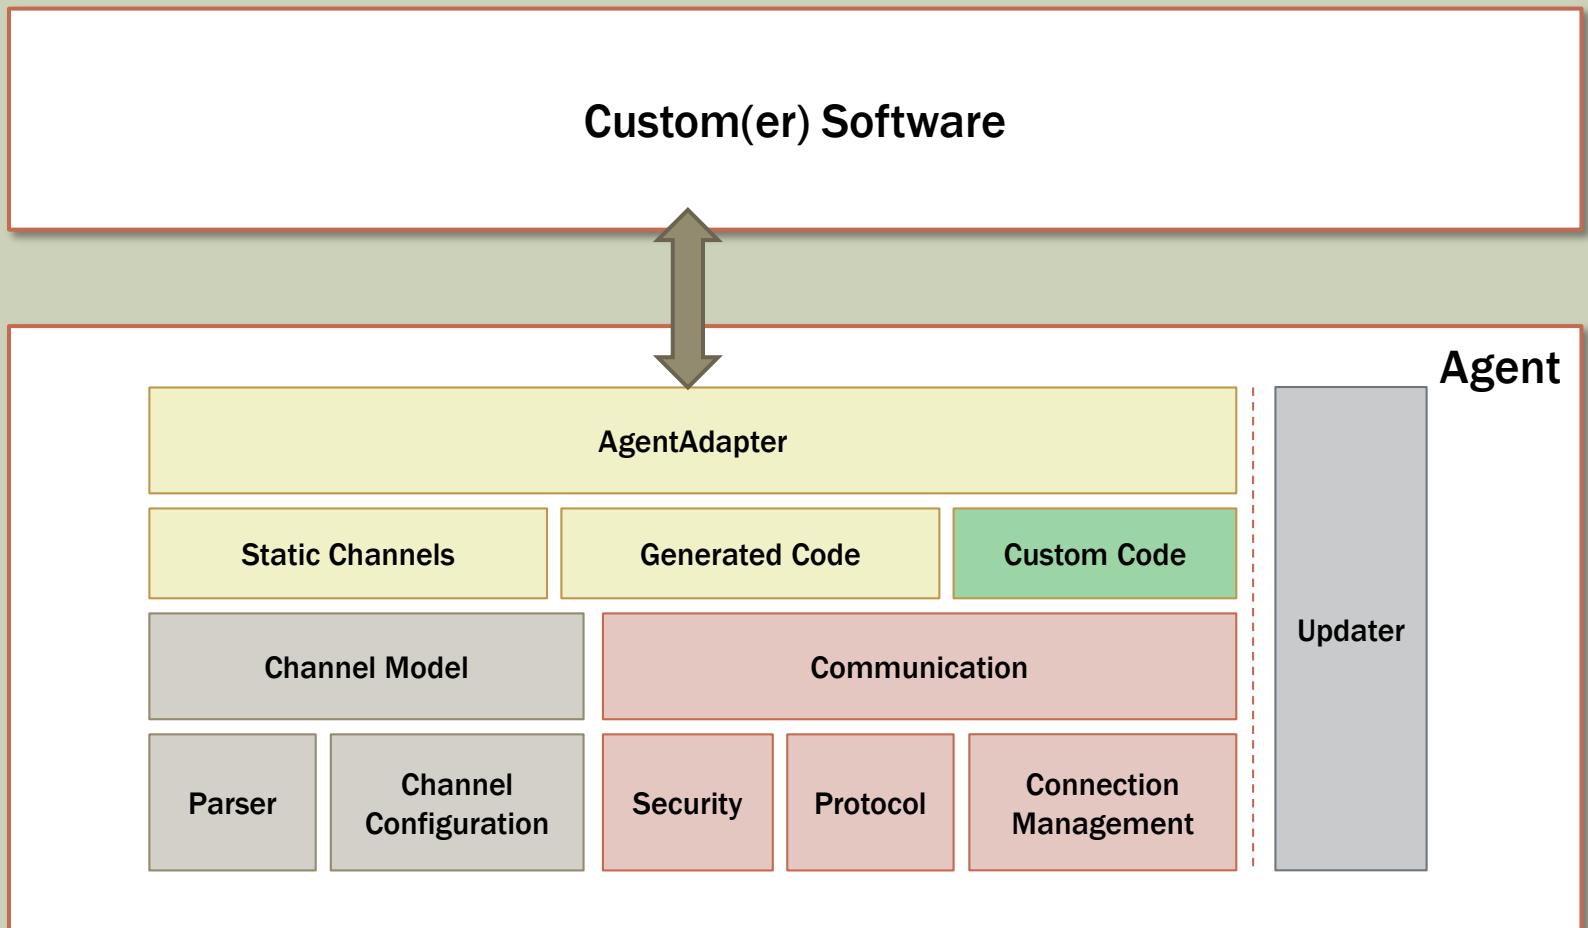 Custom(er) Software
Agent
AgentAdapter
Static Channels
Generated Code
Custom Code
Updater
Channel Model
Communication
Parser
Channel
Configuration
Security
Protocol
Connection
Management